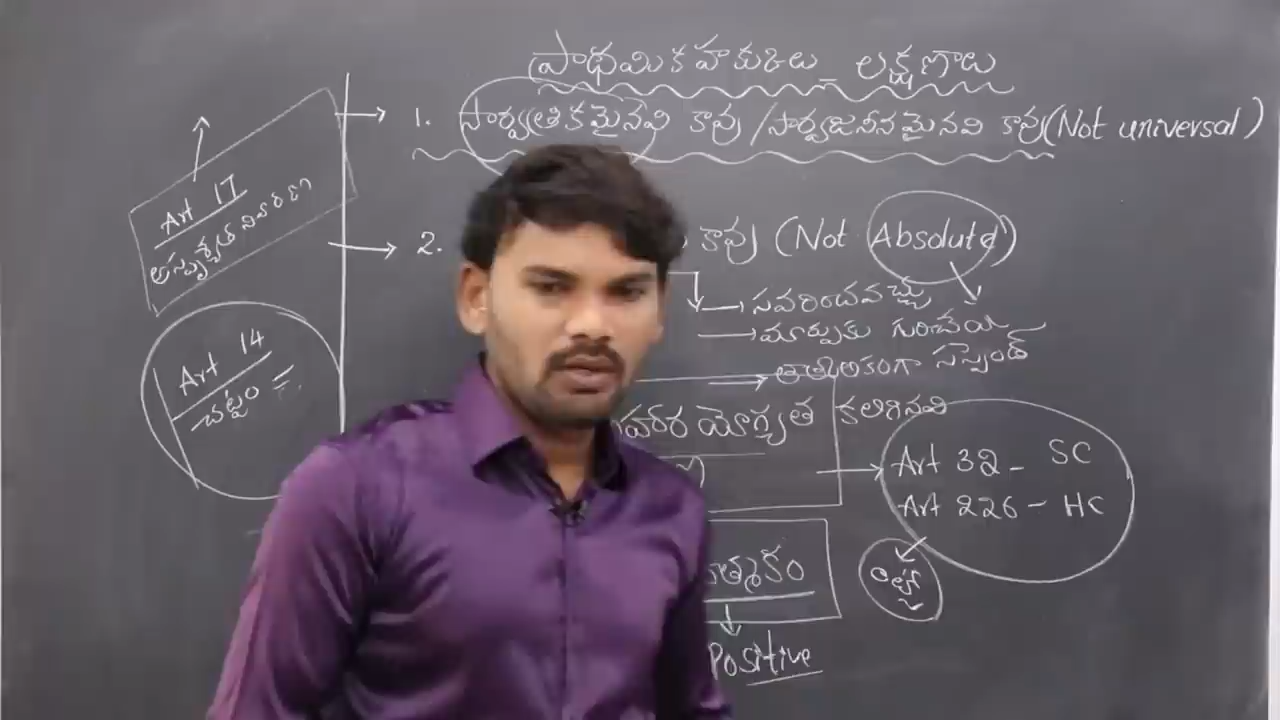 ప్రాథమిక హకుకిలు - లక్షణాలు
1. సార్వత్రికమైనవి కావు/సార్వజనీనమైనవి కావు(Not universal)
2. కావు (Not Absolute)
సవరించవచ్చు
మార్పుకు గురిచేయి
తాత్కాలికంగా సస్పెండ్
యోగ్యత కలిగినవి
Art 32 - SC
Art 226 - HC
Positive
Art 17
అస్పృశ్యత నివారణ
Art 14
చట్టం